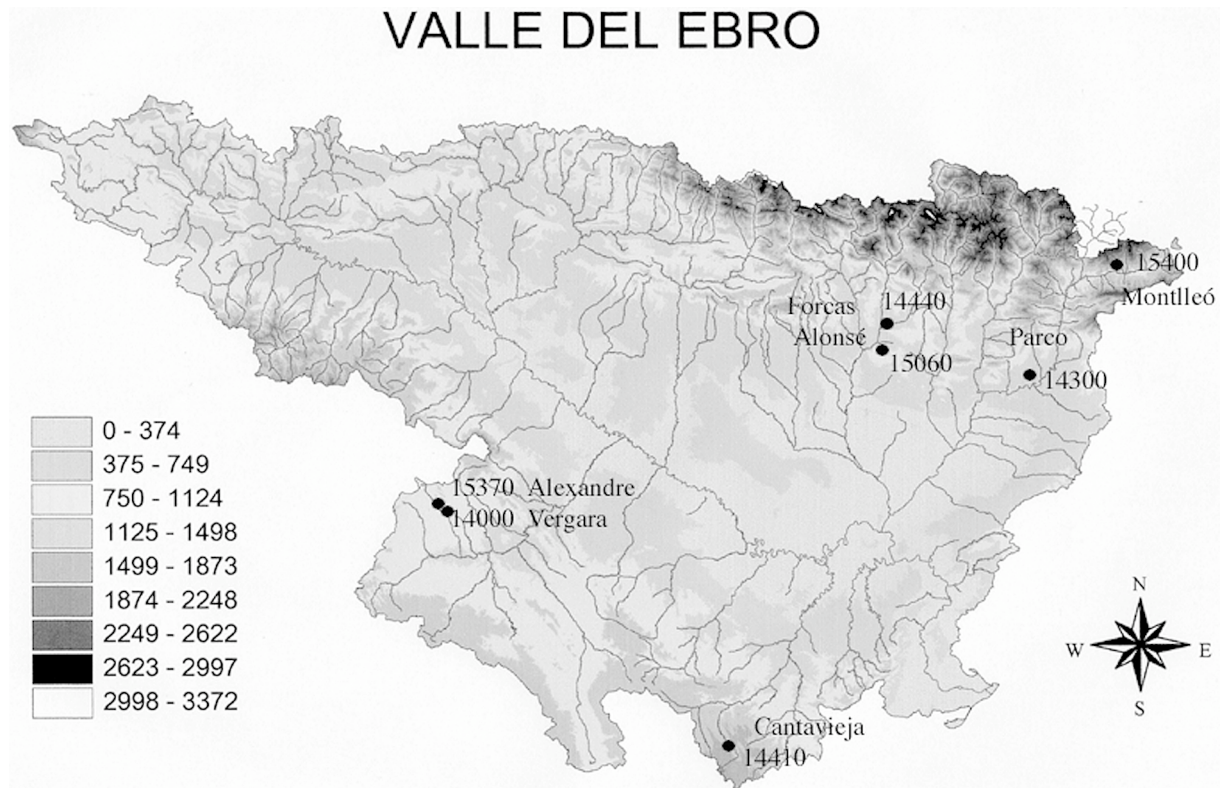 VALLE DEL EBRO
15400
Montlleó
Forcas 14440
Alonsé
15060
Parco
14300
0 - 374
375 - 749
750 - 1124
1125 - 1498
1499 - 1873
1874 - 2248
2249 - 2622
2623 - 2997
2998 - 3372
15370 Alexandre
14000 Vergara
Cantavieja
14410
N
W E
S